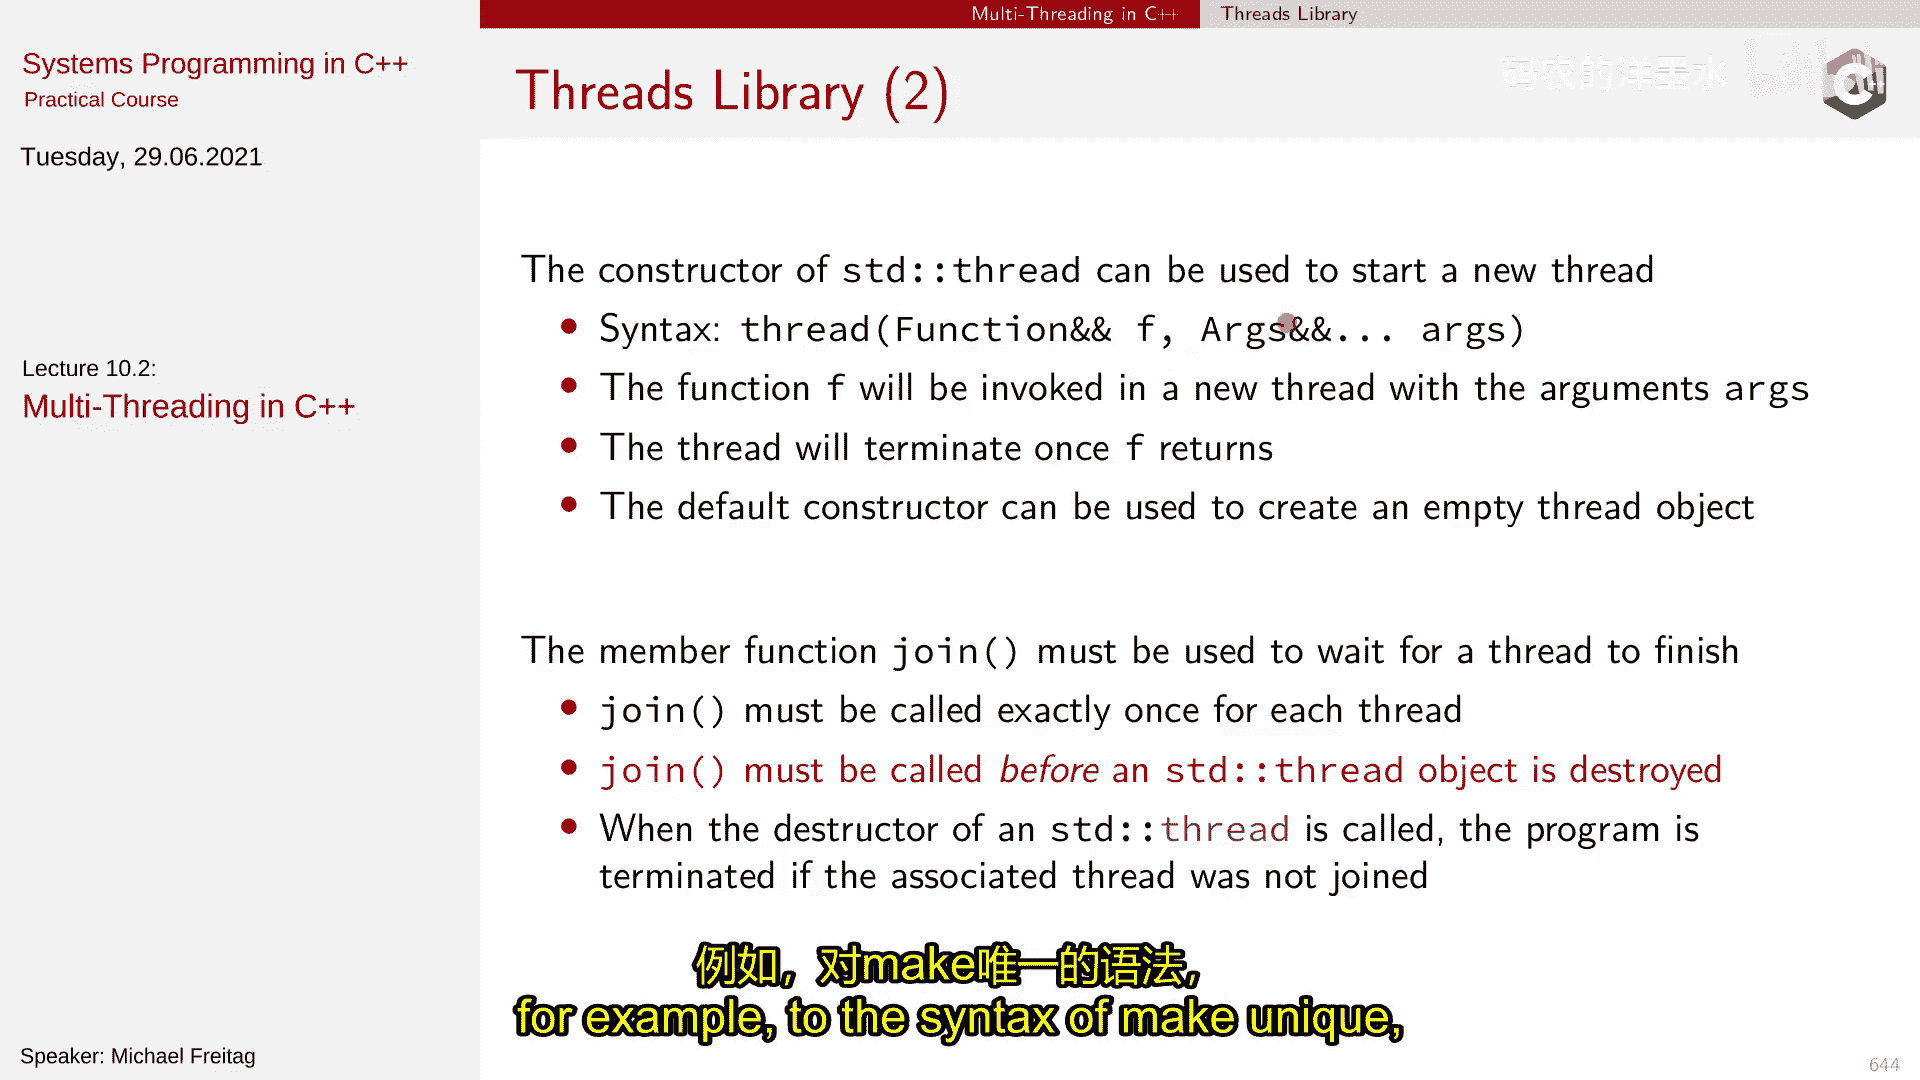 Multi-Threading in C++ Threads Library
Systems Programming in C++
Practical Course
Tuesday, 29.06.2021
Lecture 10.2:
Multi-Threading in C++
Speaker: Michael Freitag
Threads Library (2)
码农的洋墨水
The constructor of std::thread can be used to start a new thread
• Syntax: thread(Function&& f, Args&&... args)
• The function f will be invoked in a new thread with the arguments args
• The thread will terminate once f returns
• The default constructor can be used to create an empty thread object
The member function join() must be used to wait for a thread to finish
• join() must be called exactly once for each thread
• join() must be called before an std::thread object is destroyed
• When the destructor of an std::thread is called, the program is
terminated if the associated thread was not joined
例如，对make唯一的语法，
for example, to the syntax of make unique,
644